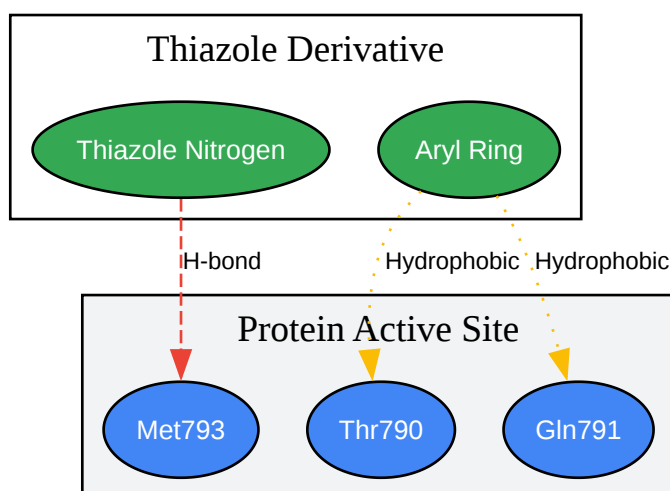 Thiazole Derivative
Thiazole Nitrogen
Aryl Ring
H-bond
Hydrophobic
Hydrophobic
Protein Active Site
Met793
Thr790
Gln791